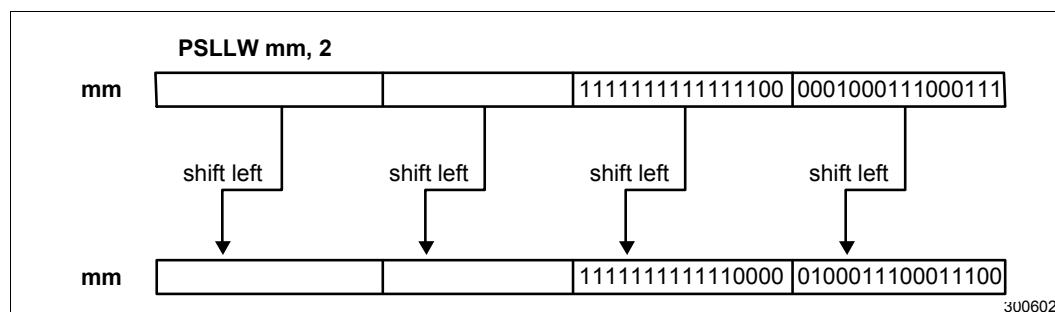 PSLLW mm, 2
mm 1111111111111100 0001000111000111
shift left shift left shift left shift left
mm 1111111111110000 0100011100011100
300602